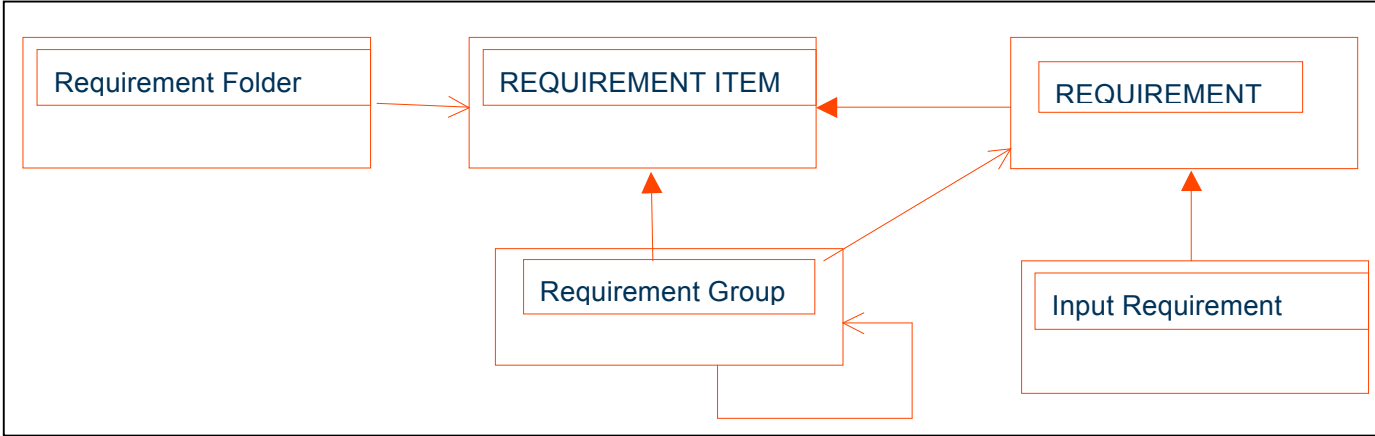 Requirement Folder
REQUIREMENT ITEM
REQUIREMENT
Requirement Group
Input Requirement